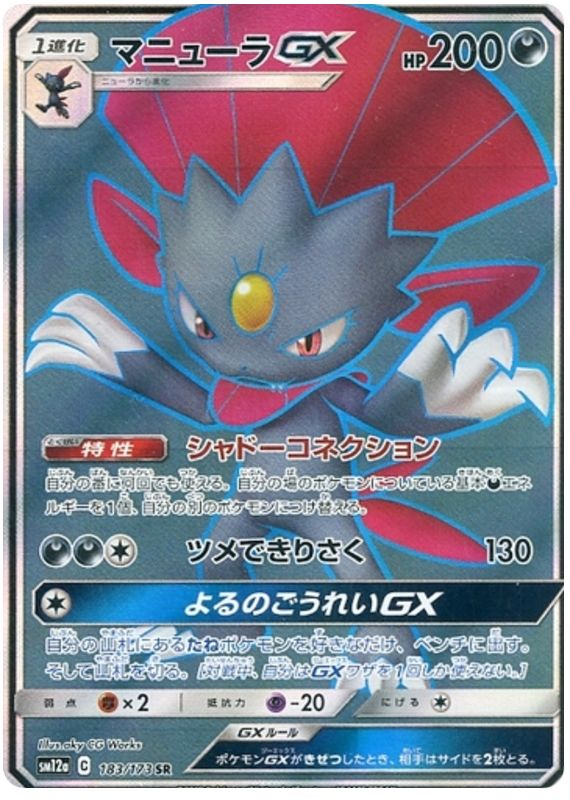 1進化
マニューラGX
HP200
ニューラから進化
特性 シャドーコネクション
自分の番に何回でも使える。自分の場のポケモンについている基本エネ
ルギーを1個、自分の別のポケモンにつけ替える。
ツメできりさく 130
よるのごうれいGX
自分の山札にあるたねポケモンを好きなだけ、ベンチに出す。
そして山札を切る。[対戦中、自分はGXワザを1回しか使えない。]
弱点 ×2 抵抗力 -20 にげる
GXルール
ポケモンGXがきぜつしたとき、相手はサイドを2枚とる。
Illus. aky CG Works
SM12a C 183/173 SR